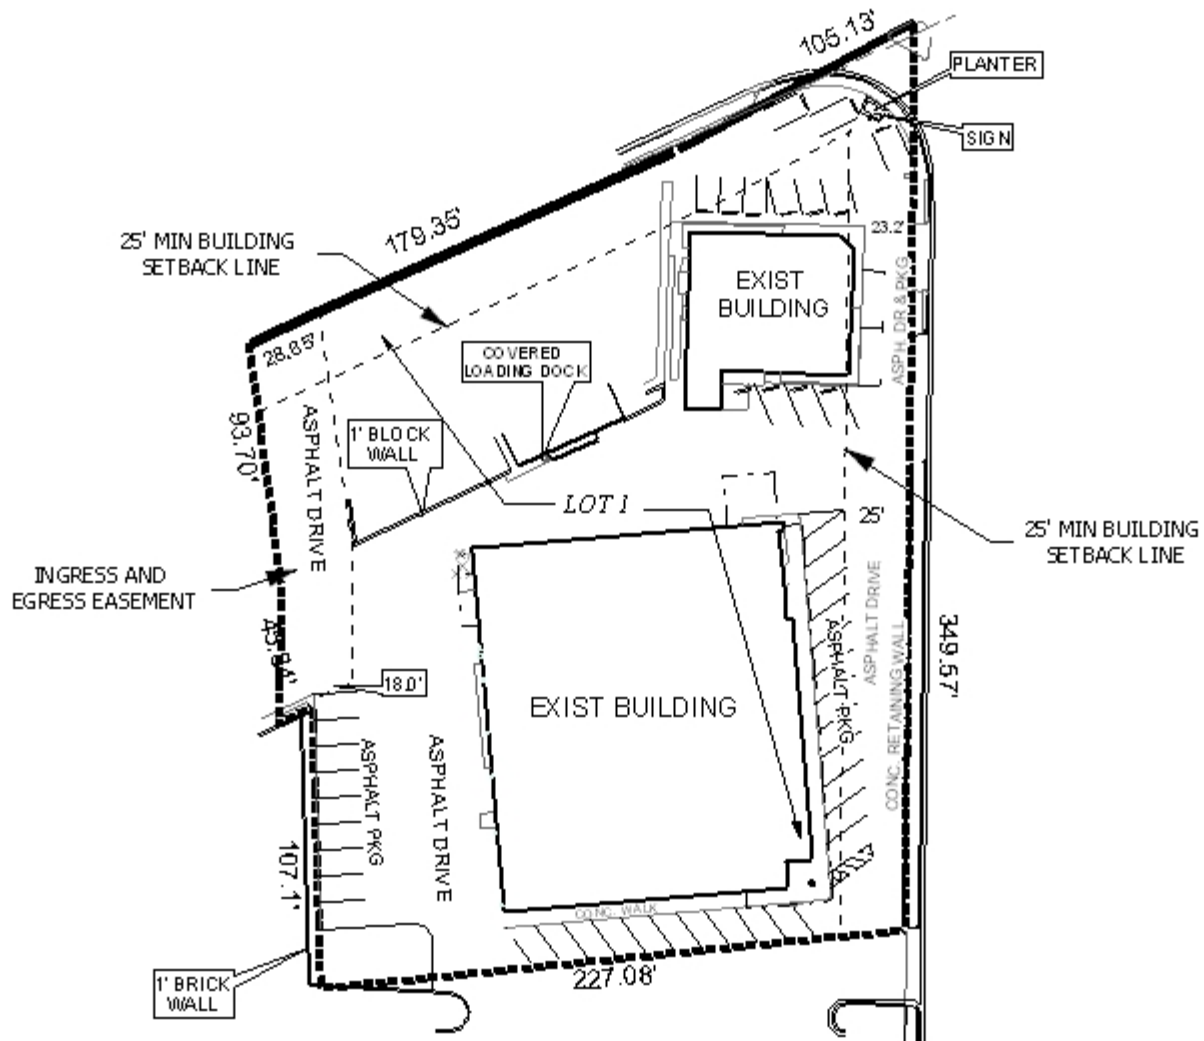 105.13'
PLANTER
SIGN
179.35'
25' MIN BUILDING
SETBACK LINE
23.2'
EXIST
BUILDING
ASPH. DR & PKG
28.85'
COVERED
LOADING DOCK
93.70'
ASPHALT DRIVE
1' BLOCK
WALL
LOT 1
25'
25' MIN BUILDING
SETBACK LINE
INGRESS AND
EGRESS EASEMENT
ASPHALT DRIVE
ASPHALT PKG
349.57'
CONC. RETAINING WALL
18.0'
EXIST BUILDING
ASPHALT PKG
ASPHALT DRIVE
107.1'
CONC. WALK
227.08'
1' BRICK
WALL